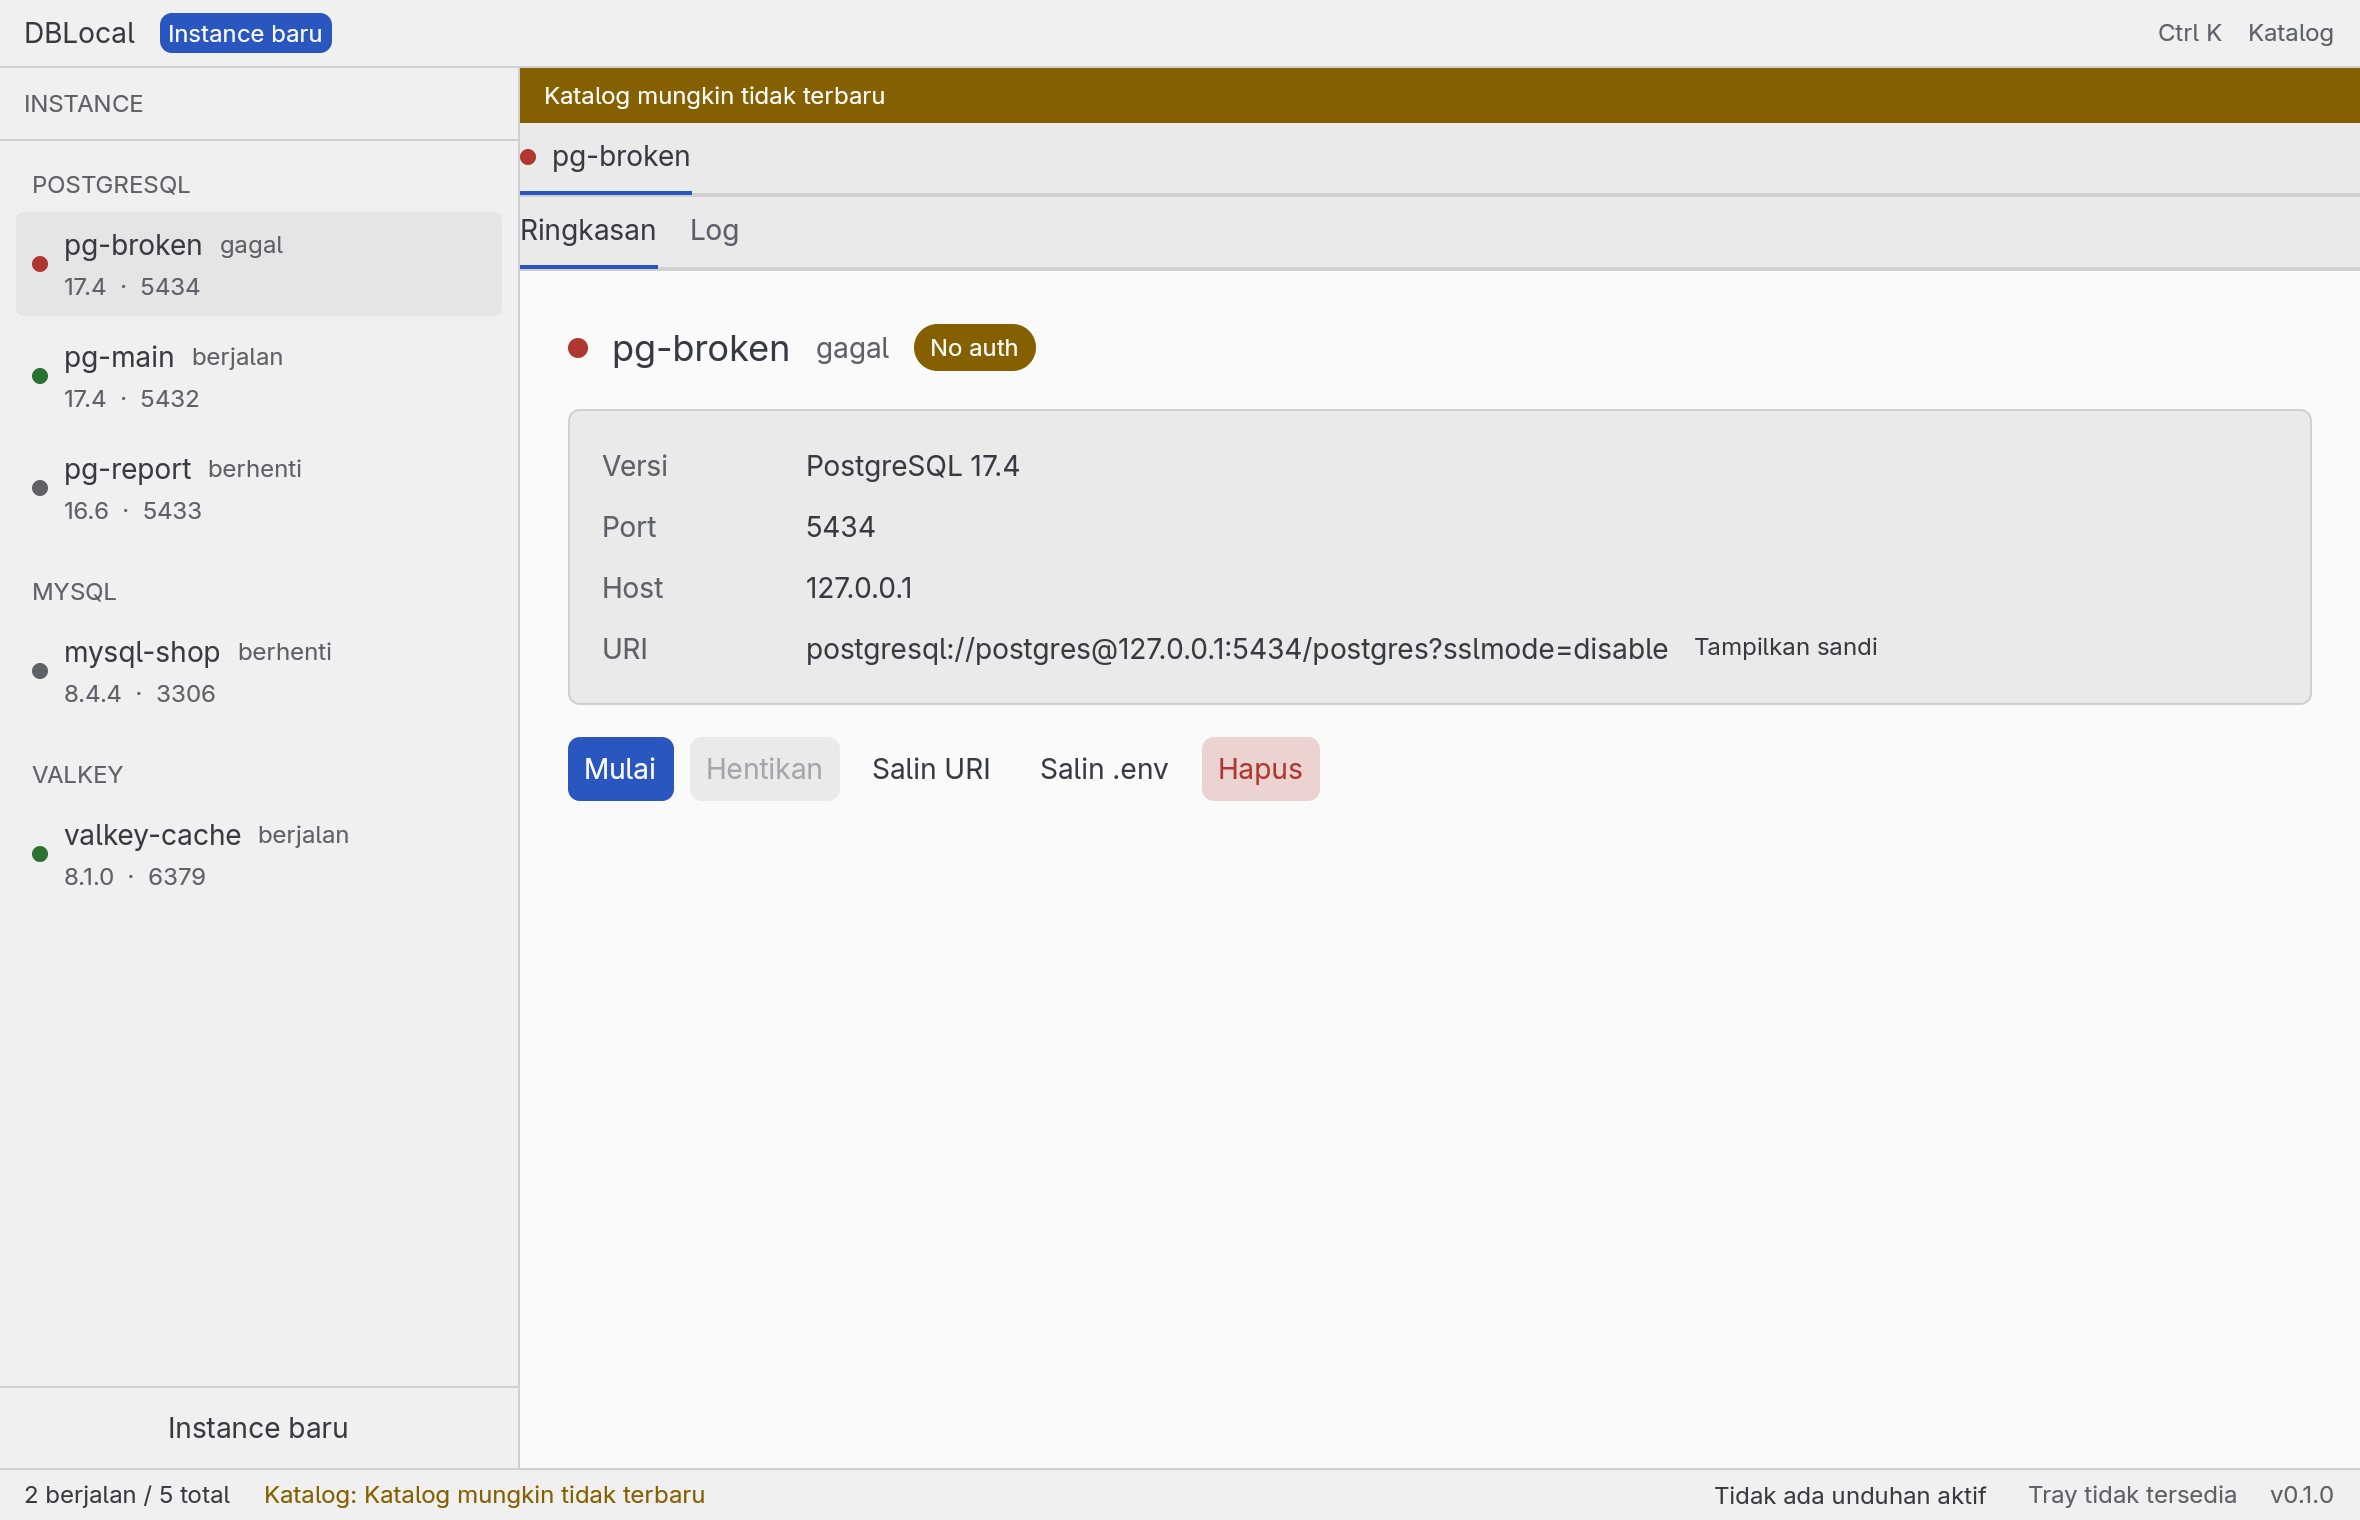 DBLocal Instance baru Ctrl K Katalog
INSTANCE
POSTGRESQL
pg-broken gagal
17.4 · 5434
pg-main berjalan
17.4 · 5432
pg-report berhenti
16.6 · 5433
MYSQL
mysql-shop berhenti
8.4.4 · 3306
VALKEY
valkey-cache berjalan
8.1.0 · 6379
Instance baru
Katalog mungkin tidak terbaru
pg-broken
Ringkasan Log
pg-broken gagal No auth
Versi PostgreSQL 17.4
Port 5434
Host 127.0.0.1
URI postgresql://postgres@127.0.0.1:5434/postgres?sslmode=disable Tampilkan sandi
Mulai Hentikan Salin URI Salin .env Hapus
2 berjalan / 5 total Katalog: Katalog mungkin tidak terbaru Tidak ada unduhan aktif Tray tidak tersedia v0.1.0